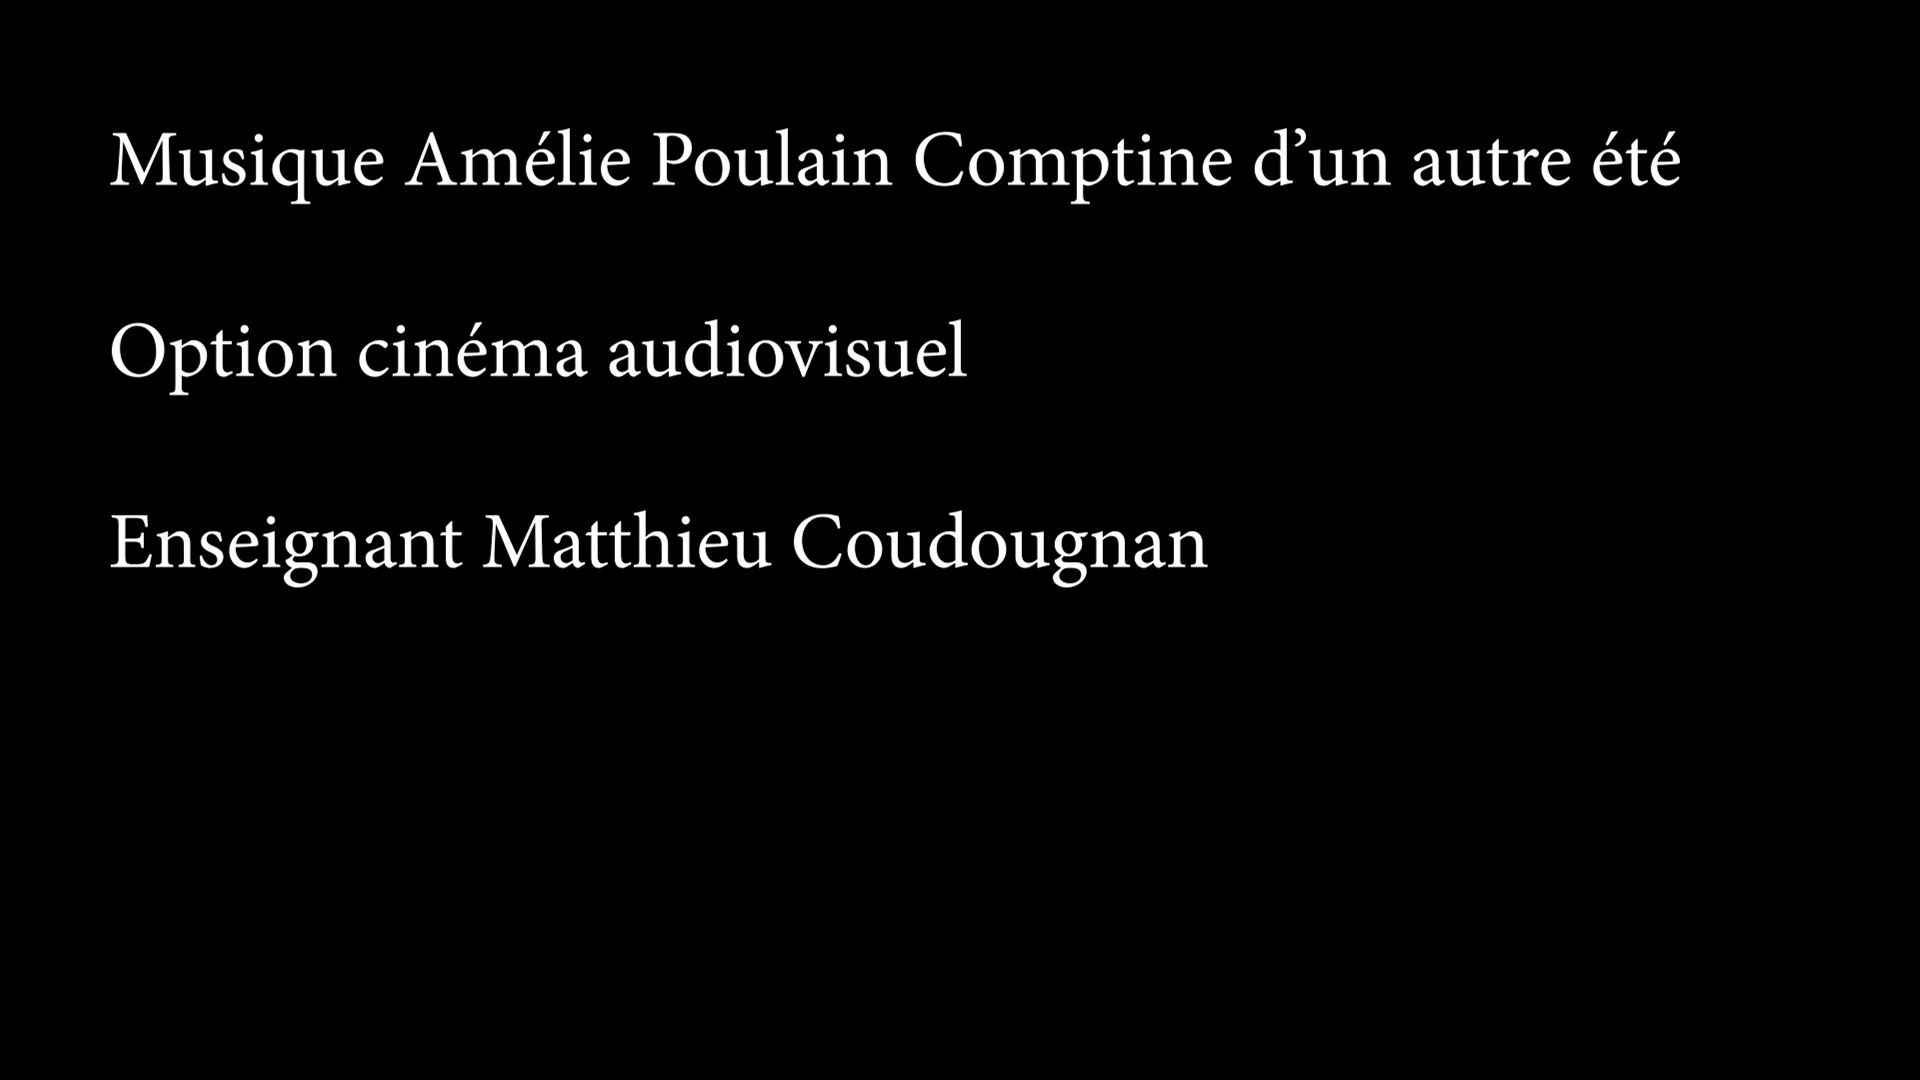 Musique Amélie Poulain Comptine d’un autre été
Option cinéma audiovisuel
Enseignant Matthieu Coudougnan